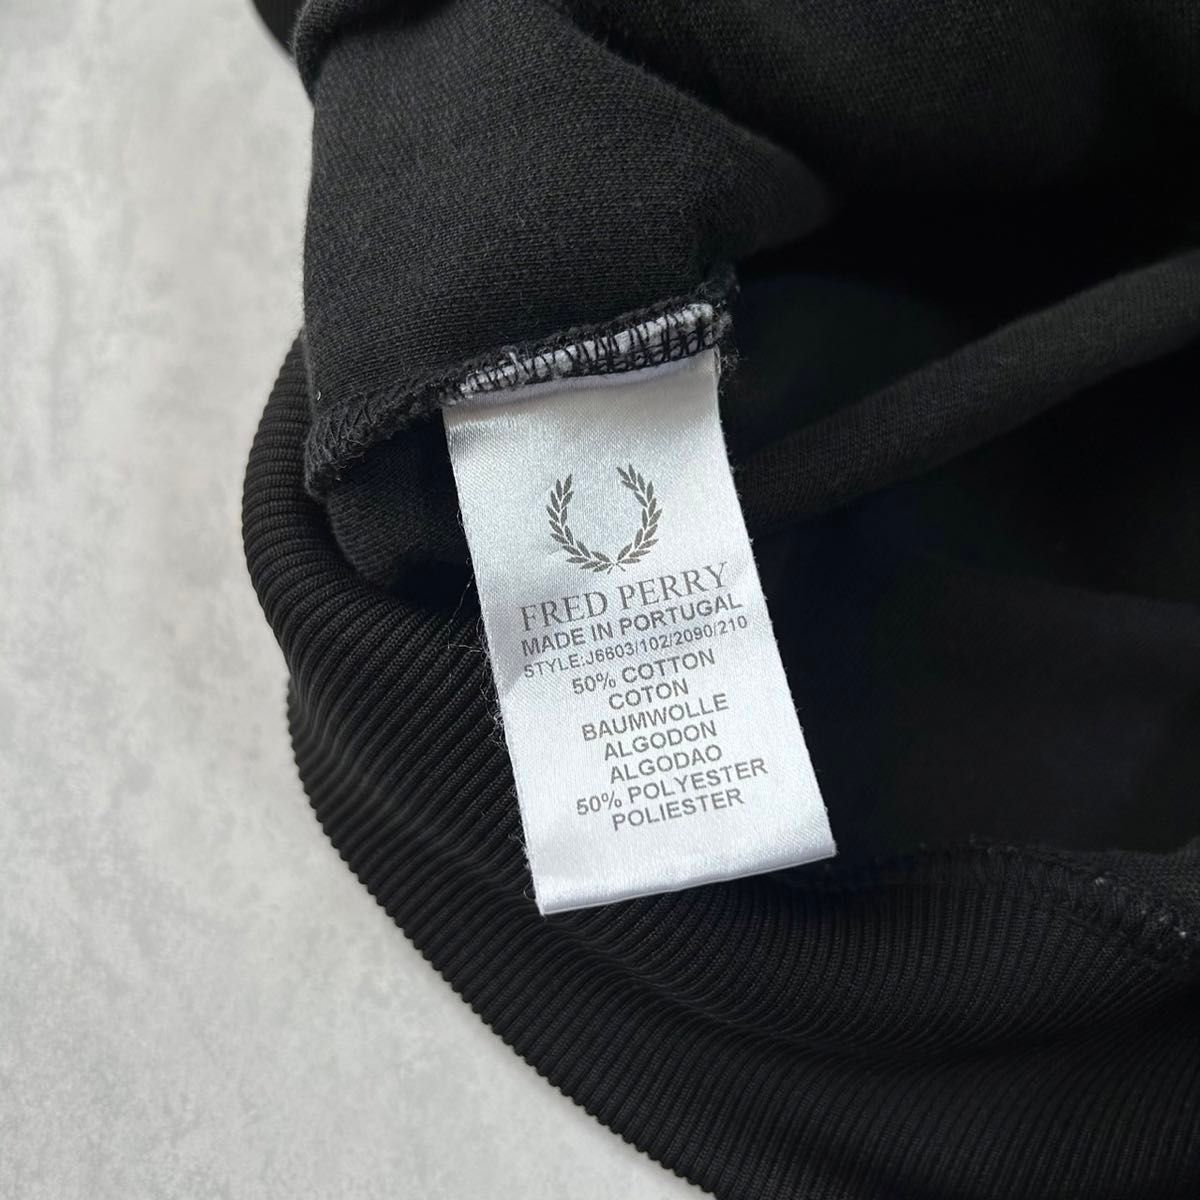 FRED PERRY
MADE IN PORTUGAL
STYLE:J6603/102/2090/210
50% COTTON
COTON
BAUMWOLLE
ALGODON
ALGODAO
50% POLYESTER
POLIESTER